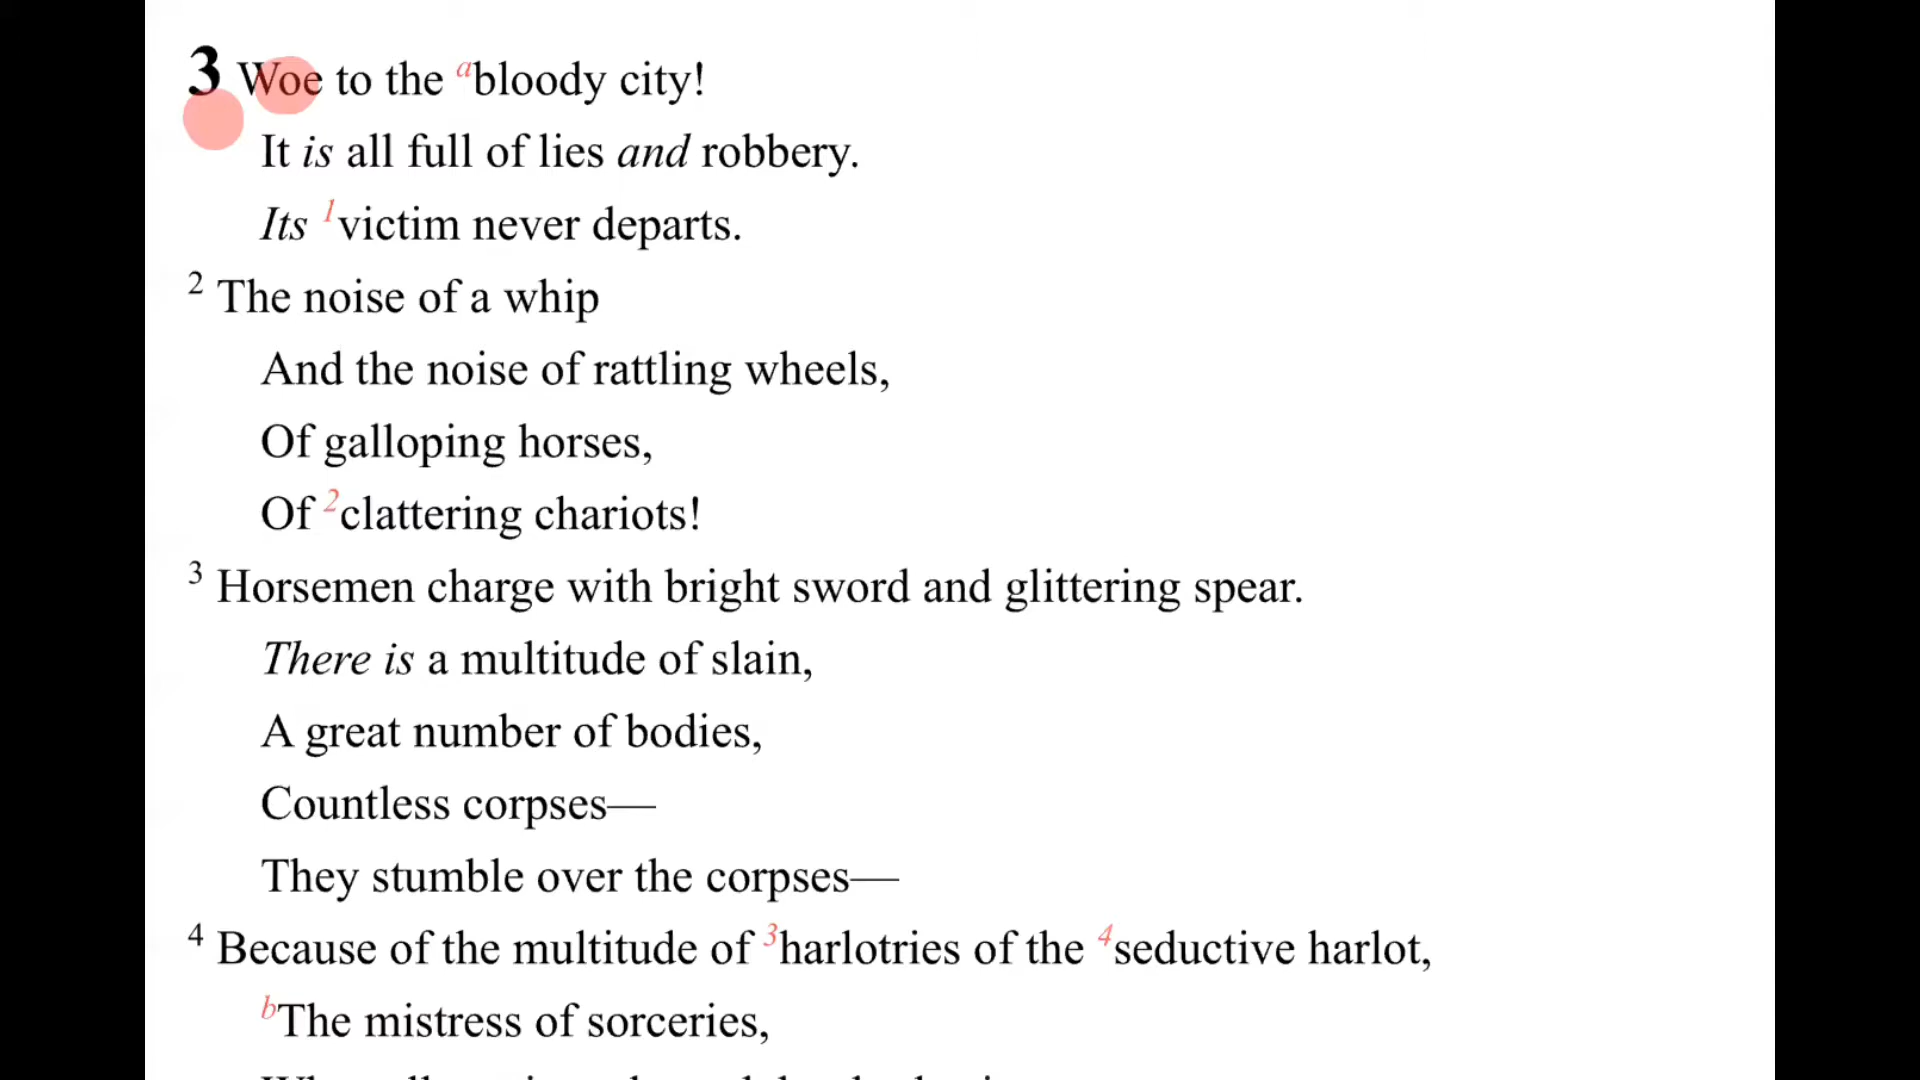 3 Woe to the abloody city!
It is all full of lies and robbery.
Its 1victim never departs.
2 The noise of a whip
And the noise of rattling wheels,
Of galloping horses,
Of 2clattering chariots!
3 Horsemen charge with bright sword and glittering spear.
There is a multitude of slain,
A great number of bodies,
Countless corpses—
They stumble over the corpses—
4 Because of the multitude of 3harlotries of the 4seductive harlot,
bThe mistress of sorceries,